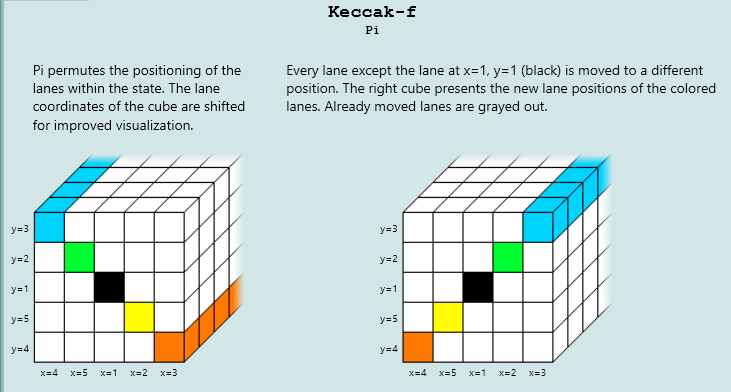 Keccak-f
Pi
Pi permutes the positioning of the
lanes within the state. The lane
coordinates of the cube are shifted
for improved visualization.
Every lane except the lane at x=1, y=1 (black) is moved to a different
position. The right cube presents the new lane positions of the colored
lanes. Already moved lanes are grayed out.
y=3
y=2
y=1
y=5
y=4
x=4 x=5 x=1 x=2 x=3
y=3
y=2
y=1
y=5
y=4
x=4 x=5 x=1 x=2 x=3